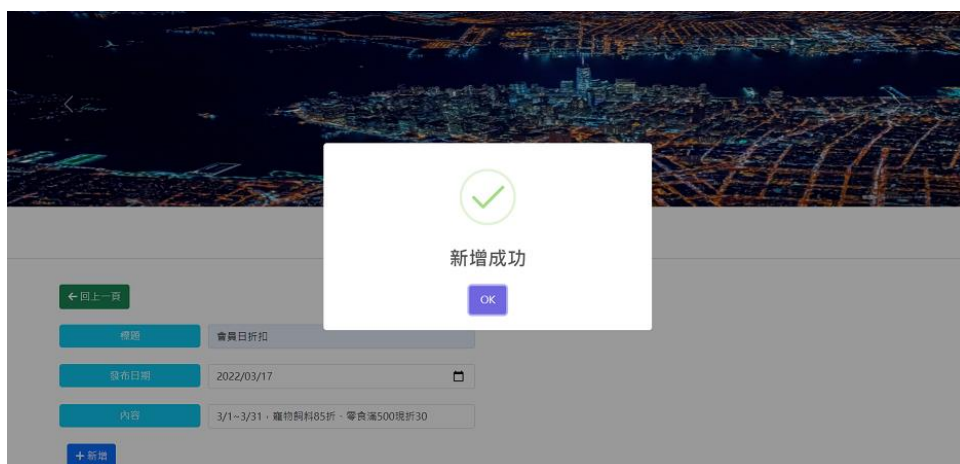 新增成功
OK
回上一頁
標題 會員日折扣
發布日期 2022/03/17
內容 3/1~3/31，寵物飼料85折、零食滿500現折30
新增